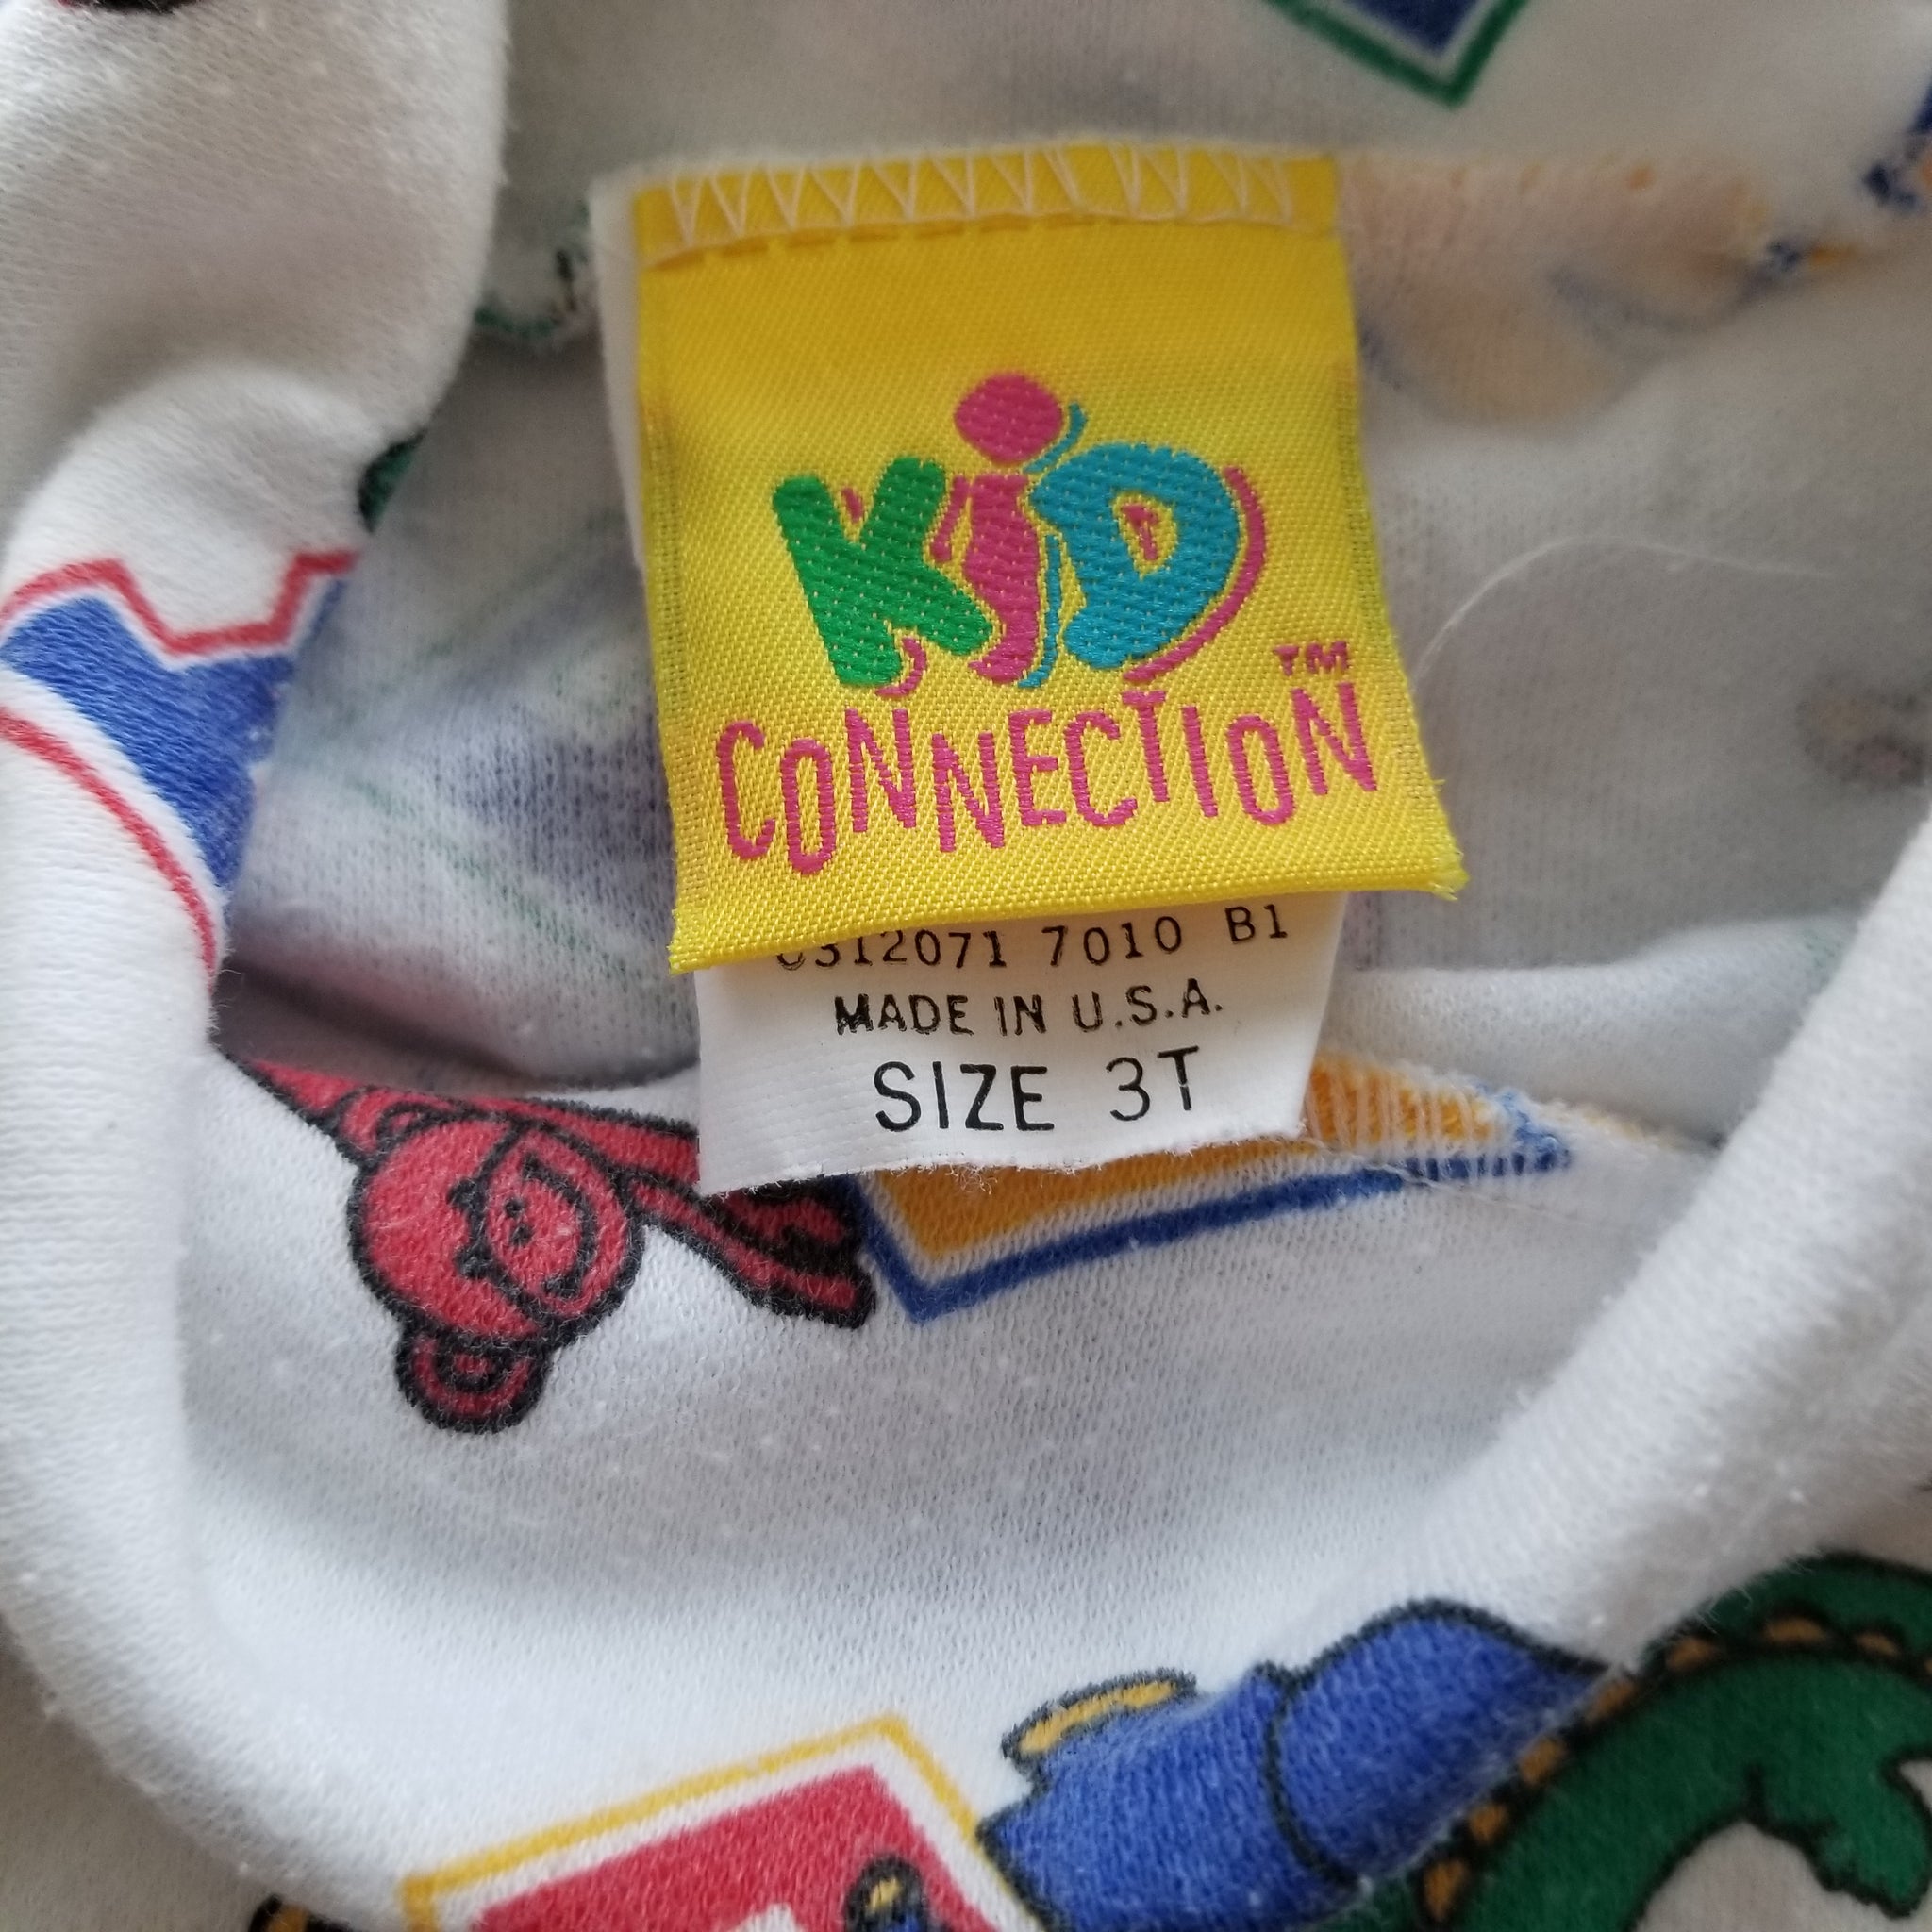 KiD
CONNECTION™
0312071 7010 B1
MADE IN U.S.A.
SIZE 3T